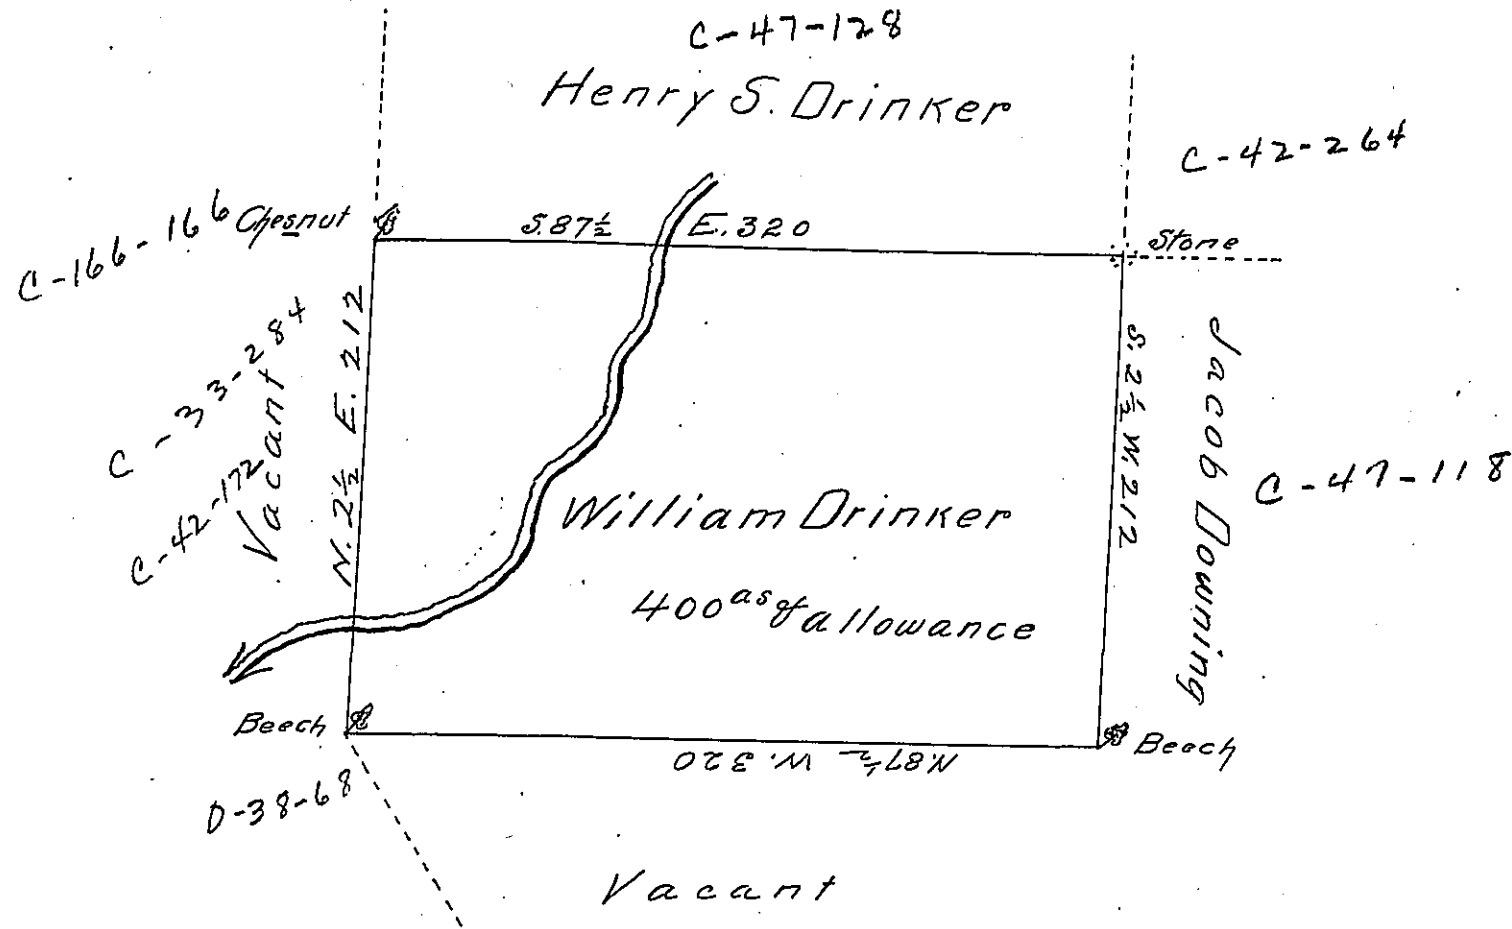 C-47-128
Henry S. Drinker
C-42-264
C-166-166
Chesnut
S.87½ E.320
Stone
C-33-284
Vacant
C-42-172
N.2½ E. 212
S. 2½ W. 212
Jacob Downing
C-47-118
William Drinker
400 as & allowance
Beech
N.87½ W. 320
Beech
D-38-68
Vacant